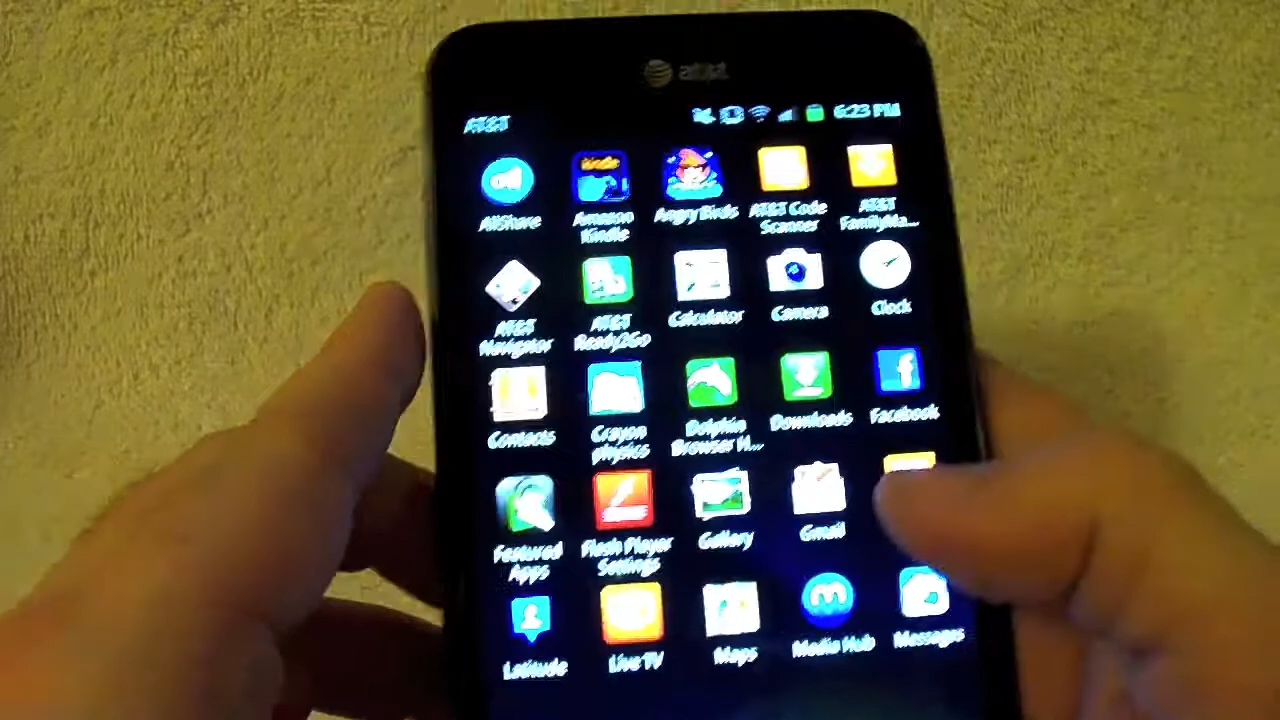 at&t
AT&T 6:23 PM
AllShare Amazon Kindle Angry Birds AT&T Code Scanner AT&T FamilyMa...
AT&T Navigator AT&T Ready2Go Calculator Camera Clock
Contacts Crayon physics Dolphin Browser H... Downloads Facebook
Featured Apps Flash Player Settings Gallery Gmail
Latitude Live TV Maps Media Hub Messages